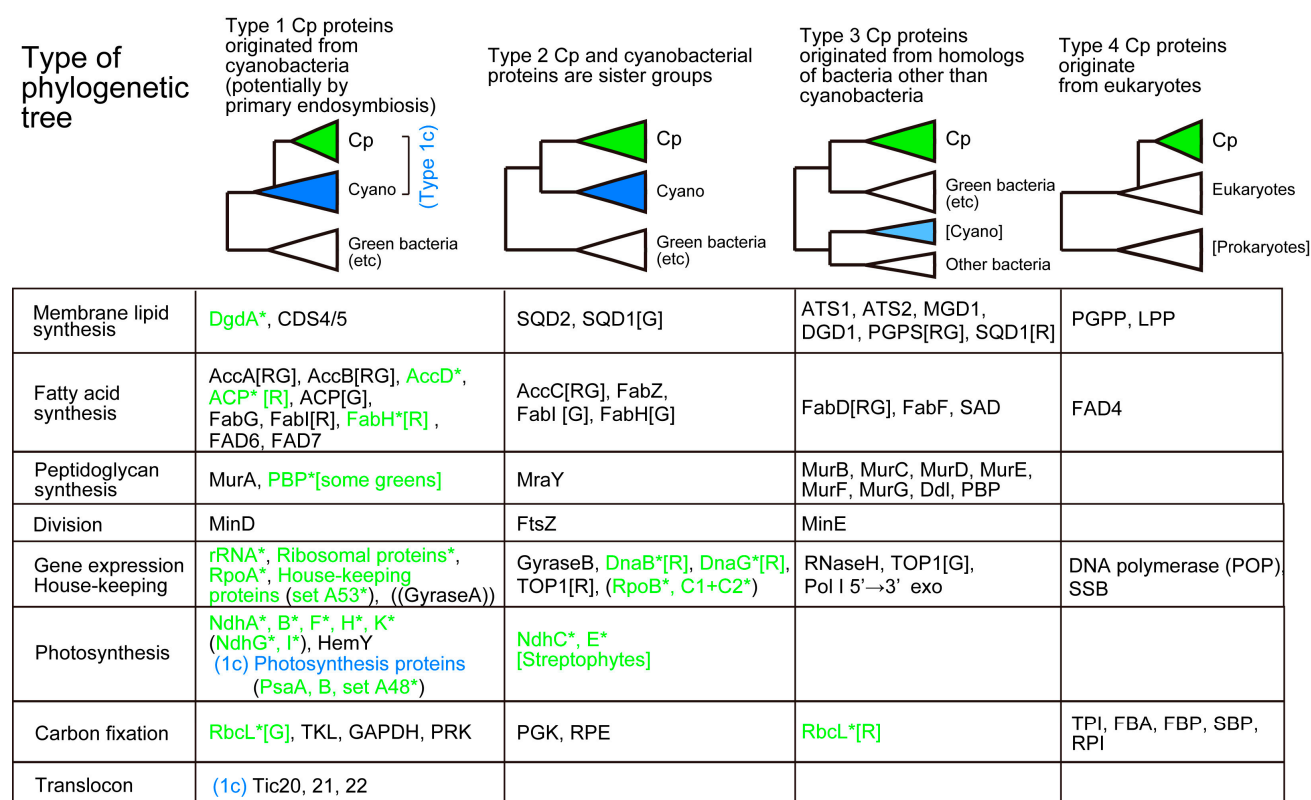 Type of
phylogenetic
tree
Type 1 Cp proteins
originated from
cyanobacteria
(potentially by
primary endosymbiosis)
Type 2 Cp and cyanobacterial
proteins are sister groups
Type 3 Cp proteins
originated from homologs
of bacteria other than
cyanobacteria
Type 4 Cp proteins
originate
from eukaryotes
Cp
Cyano
Green bacteria
(etc)
(Type 1c)
Cp
Cyano
Green bacteria
(etc)
Cp
Green bacteria
(etc)
[Cyano]
Other bacteria
Cp
Eukaryotes
[Prokaryotes]
Membrane lipid
synthesis
DgdA*, CDS4/5
SQD2, SQD1[G]
ATS1, ATS2, MGD1,
DGD1, PGPS[RG], SQD1[R]
PGPP, LPP
Fatty acid
synthesis
AccA[RG], AccB[RG], AccD*,
ACP* [R], ACP[G],
FabG, FabI[R], FabH*[R] ,
FAD6, FAD7
AccC[RG], FabZ,
FabI [G], FabH[G]
FabD[RG], FabF, SAD
FAD4
Peptidoglycan
synthesis
MurA, PBP*[some greens]
MraY
MurB, MurC, MurD, MurE,
MurF, MurG, Ddl, PBP
Division
MinD
FtsZ
MinE
Gene expression
House-keeping
rRNA*, Ribosomal proteins*,
RpoA*, House-keeping
proteins (set A53*), ((GyraseA))
GyraseB, DnaB*[R], DnaG*[R],
TOP1[R], (RpoB*, C1+C2*)
RNaseH, TOP1[G],
Pol I 5’→3’ exo
DNA polymerase (POP),
SSB
Photosynthesis
NdhA*, B*, F*, H*, K*
(NdhG*, I*), HemY
(1c) Photosynthesis proteins
(PsaA, B, set A48*)
NdhC*, E*
[Streptophytes]
Carbon fixation
RbcL*[G], TKL, GAPDH, PRK
PGK, RPE
RbcL*[R]
TPI, FBA, FBP, SBP,
RPI
Translocon
(1c) Tic20, 21, 22